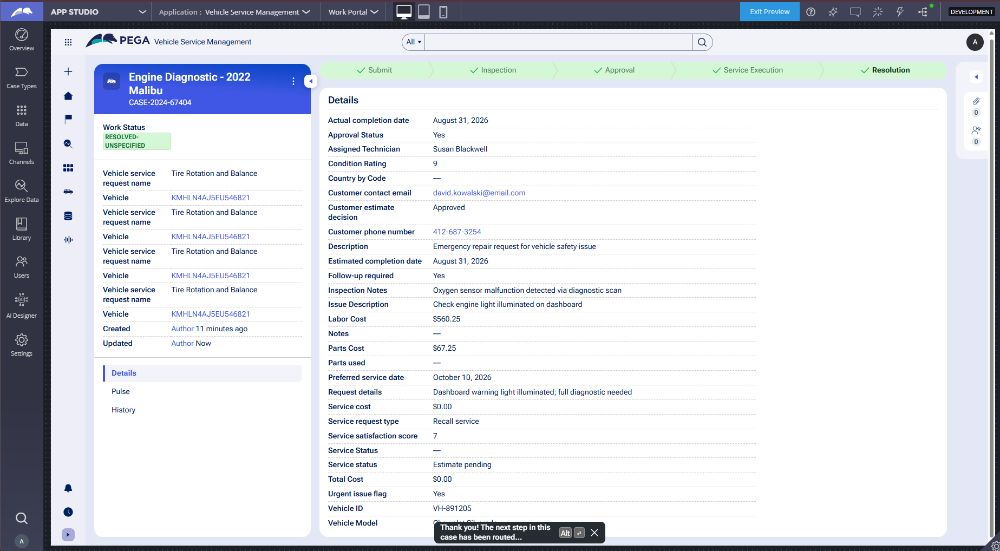 APP STUDIO
Application : Vehicle Service Management
Work Portal
Exit Preview
DEVELOPMENT
Overview
Case Types
Data
Channels
Explore Data
Library
Users
AI
AI Designer
Settings
A
PEGA Vehicle Service Management
All
A
Engine Diagnostic - 2022
Malibu
CASE-2024-67404
Work Status
RESOLVED-
UNSPECIFIED
Vehicle service
request name
Tire Rotation and Balance
Vehicle KMHLN4AJ5EU546821
Vehicle service
request name
Tire Rotation and Balance
Vehicle KMHLN4AJ5EU546821
Vehicle service
request name
Tire Rotation and Balance
Vehicle KMHLN4AJ5EU546821
Vehicle service
request name
Tire Rotation and Balance
Vehicle KMHLN4AJ5EU546821
Created Author 11 minutes ago
Updated Author Now
Details
Pulse
History
Submit
Inspection
Approval
Service Execution
Resolution
Details
Actual completion date August 31, 2026
Approval Status Yes
Assigned Technician Susan Blackwell
Condition Rating 9
Country by Code —
Customer contact email david.kowalski@email.com
Customer estimate
decision
Approved
Customer phone number 412-687-3254
Description Emergency repair request for vehicle safety issue
Estimated completion date August 31, 2026
Follow-up required Yes
Inspection Notes Oxygen sensor malfunction detected via diagnostic scan
Issue Description Check engine light illuminated on dashboard
Labor Cost $560.25
Notes —
Parts Cost $67.25
Parts used —
Preferred service date October 10, 2026
Request details Dashboard warning light illuminated; full diagnostic needed
Service cost $0.00
Service request type Recall service
Service satisfaction score 7
Service Status —
Service status Estimate pending
Total Cost $0.00
Urgent issue flag Yes
Vehicle ID VH-891205
Vehicle Model
Thank you! The next step in this
case has been routed...
Alt
0
0